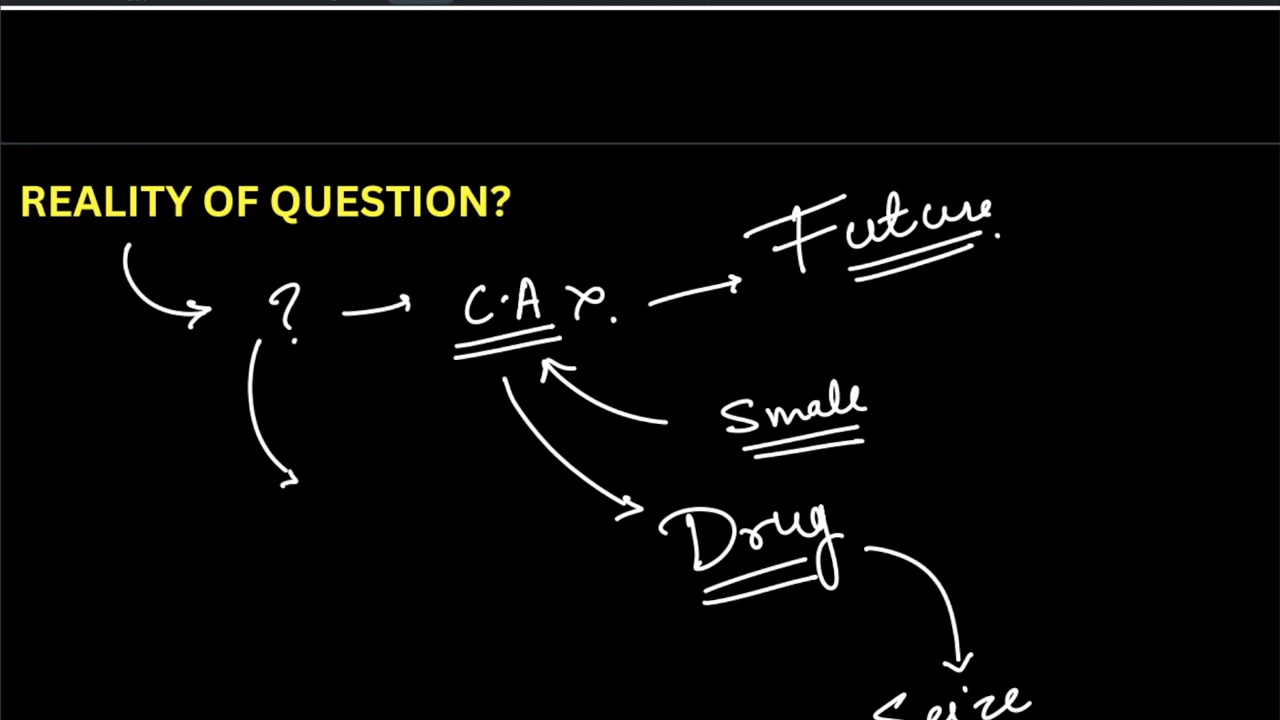 REALITY OF QUESTION?
Future.
? C.A
Small
Drug
Seize